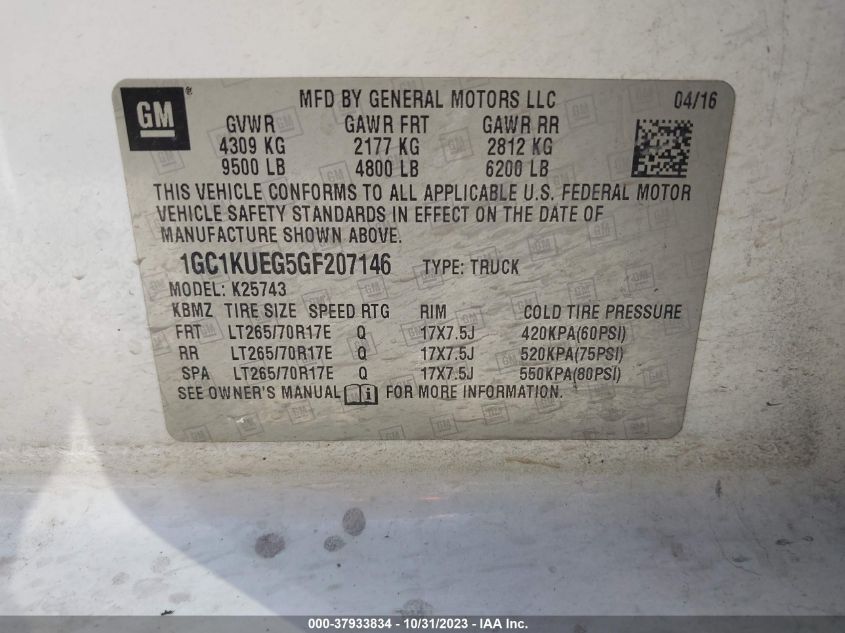 GM
MFD BY GENERAL MOTORS LLC 04/16
GVWR GAWR FRT GAWR RR
4309 KG 2177 KG 2812 KG
9500 LB 4800 LB 6200 LB
THIS VEHICLE CONFORMS TO ALL APPLICABLE U.S. FEDERAL MOTOR
VEHICLE SAFETY STANDARDS IN EFFECT ON THE DATE OF
MANUFACTURE SHOWN ABOVE.
1GC1KUEG5GF207146 TYPE: TRUCK
MODEL: K25743
KBMZ TIRE SIZE SPEED RTG RIM COLD TIRE PRESSURE
FRT LT265/70R17E Q 17X7.5J 420KPA(60PSI)
RR LT265/70R17E Q 17X7.5J 520KPA(75PSI)
SPA LT265/70R17E Q 17X7.5J 550KPA(80PSI)
SEE OWNER'S MANUAL FOR MORE INFORMATION.
000-37933834 - 10/31/2023 - © IAA, Inc.